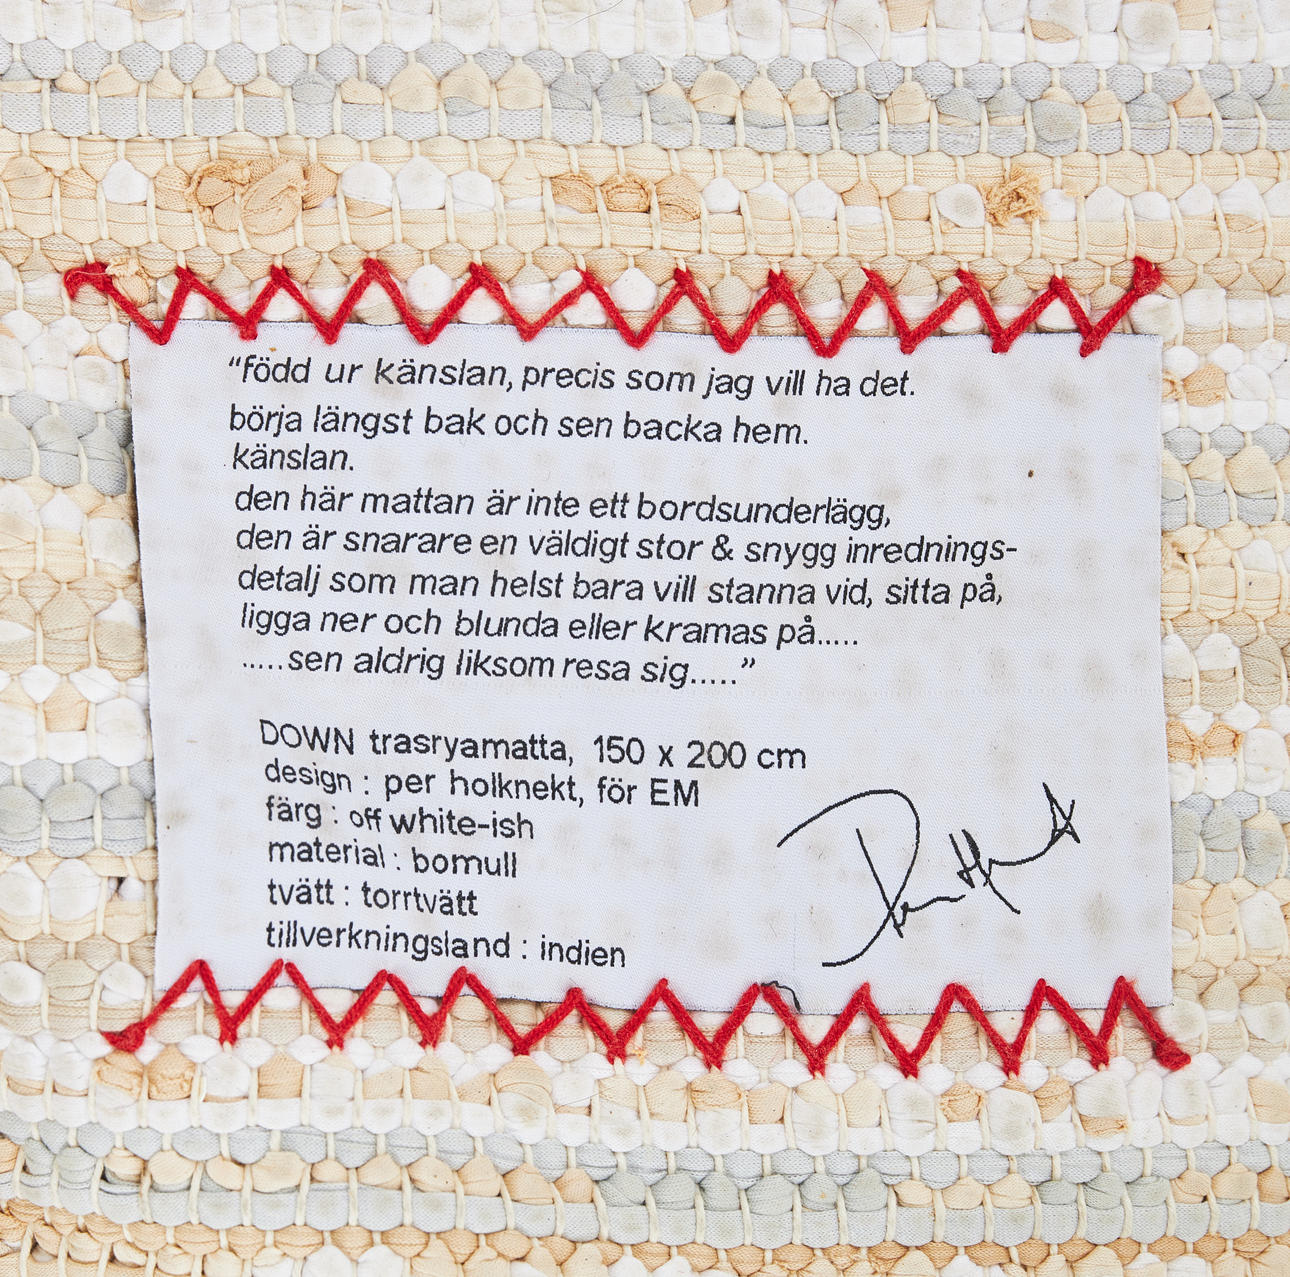 “född ur känslan, precis som jag vill ha det.
börja längst bak och sen backa hem.
känslan.
den här mattan är inte ett bordsunderlägg,
den är snarare en väldigt stor & snygg inrednings-
detalj som man helst bara vill stanna vid, sitta på,
ligga ner och blunda eller kramas på.....
.....sen aldrig liksom resa sig.....”
DOWN trasryamatta, 150 x 200 cm
design : per holknekt, för EM
färg : off white-ish
material : bomull
tvätt : torrtvätt
tillverkningsland : indien